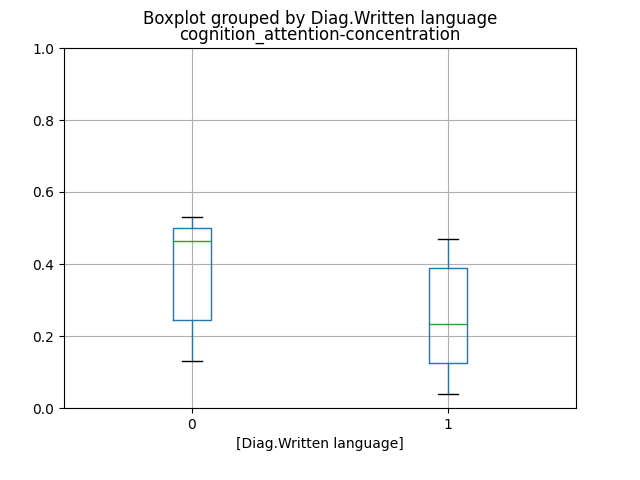 Boxplot grouped by Diag.Written language
cognition_attention-concentration
1.0
0.8
0.6
0.4
0.2
0.0
0 1
[Diag.Written language]